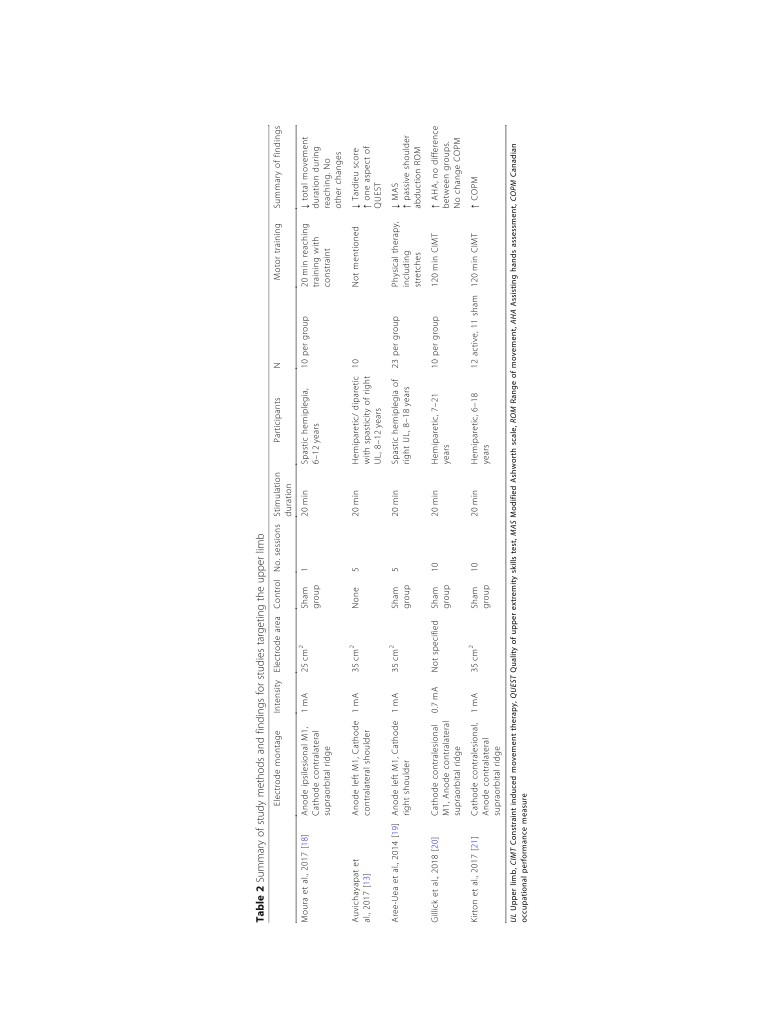 Table 2 Summary of study methods and findings for studies targeting the upper limb
Electrode montage Intensity Electrode area Control No. sessions Stimulation duration Participants N Motor training Summary of findings
Moura et al., 2017 [18] Anode ipsilesional M1, 1 mA 25 cm2 Sham 1 20 min Spastic hemiplegia, 10 per group 20 min reaching ↓ total movement
Cathode contralateral group 6–12 years training with duration during
supraorbital ridge constraint reaching. No
other changes
Auvichayapat et Anode left M1, Cathode 1 mA 35 cm2 None 5 20 min Hemiparetic/ diparetic 10 Not mentioned ↓ Tardieu score
al., 2017 [13] contralateral shoulder with spasticity of right ↑ one aspect of
UL, 8–12 years QUEST
Aree-Uea et al., 2014 [19] Anode left M1, Cathode 1 mA 35 cm2 Sham 5 20 min Spastic hemiplegia of 23 per group Physical therapy, ↓ MAS
right shoulder group right UL, 8–18 years including ↑ passive shoulder
stretches abduction ROM
Gillick et al., 2018 [20] Cathode contralesional 0.7 mA Not specified Sham 10 20 min Hemiparetic, 7–21 10 per group 120 min CIMT ↑ AHA, no difference
M1, Anode contralateral group years between groups.
supraorbital ridge No change COPM
Kirton et al., 2017 [21] Cathode contralesional, 1 mA 35 cm2 Sham 10 20 min Hemiparetic, 6–18 12 active, 11 sham 120 min CIMT ↑ COPM
Anode contralateral group years
supraorbital ridge
UL Upper limb, CIMT Constraint induced movement therapy, QUEST Quality of upper extremity skills test, MAS Modified Ashworth scale, ROM Range of movement, AHA Assisting hands assessment, COPM Canadian
occupational performance measure